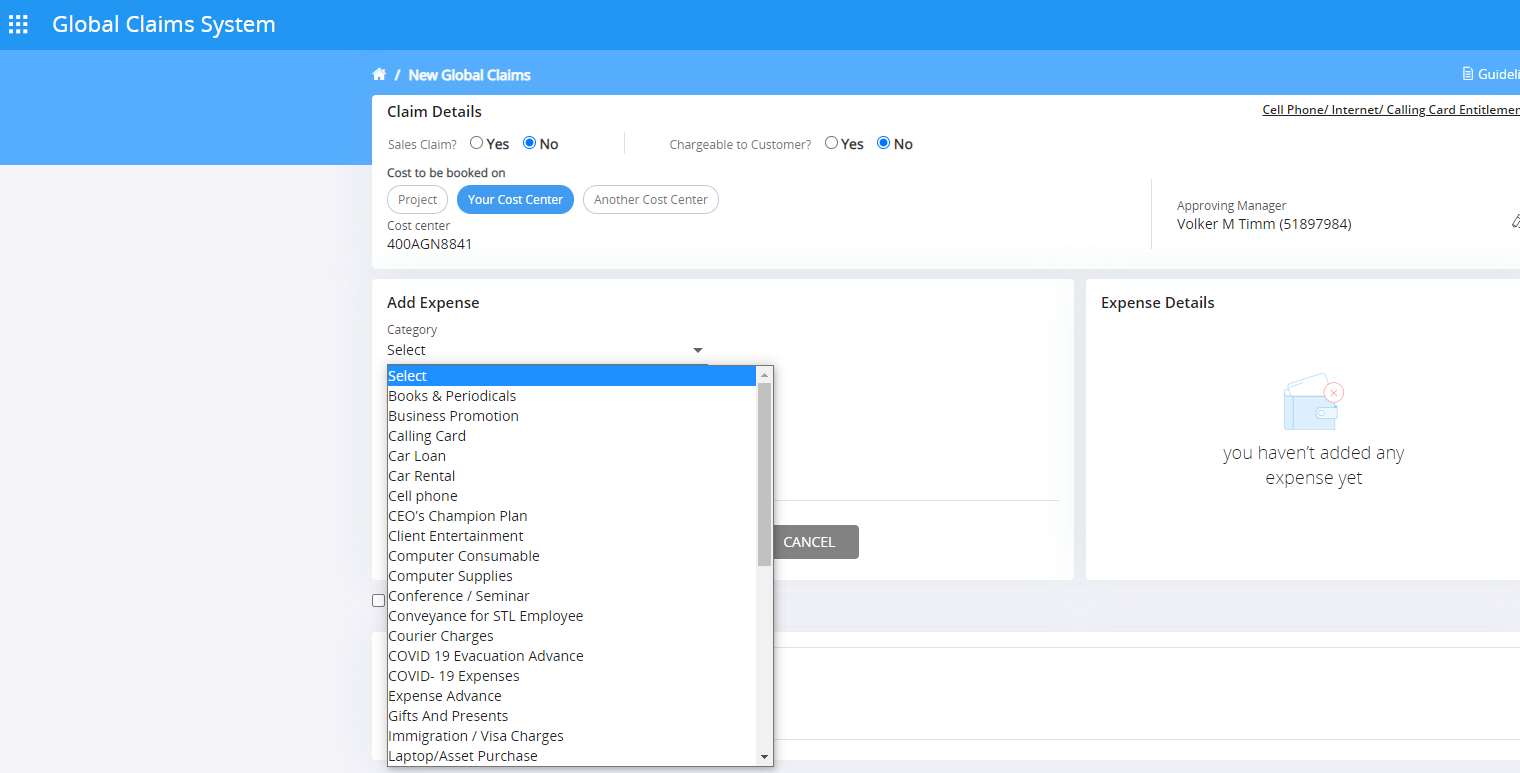 Global Claims System
/ New Global Claims
Guideli
Claim Details
Cell Phone/ Internet/ Calling Card Entitlemen
Sales Claim? Yes No Chargeable to Customer? Yes No
Cost to be booked on
Project Your Cost Center Another Cost Center
Cost center
400AGN8841
Approving Manager
Volker M Timm (51897984)
Add Expense
Category
Select
Select
Books & Periodicals
Business Promotion
Calling Card
Car Loan
Car Rental
Cell phone
CEO’s Champion Plan
Client Entertainment
Computer Consumable
Computer Supplies
Conference / Seminar
Conveyance for STL Employee
Courier Charges
COVID 19 Evacuation Advance
COVID- 19 Expenses
Expense Advance
Gifts And Presents
Immigration / Visa Charges
Laptop/Asset Purchase
CANCEL
Expense Details
you haven’t added any
expense yet